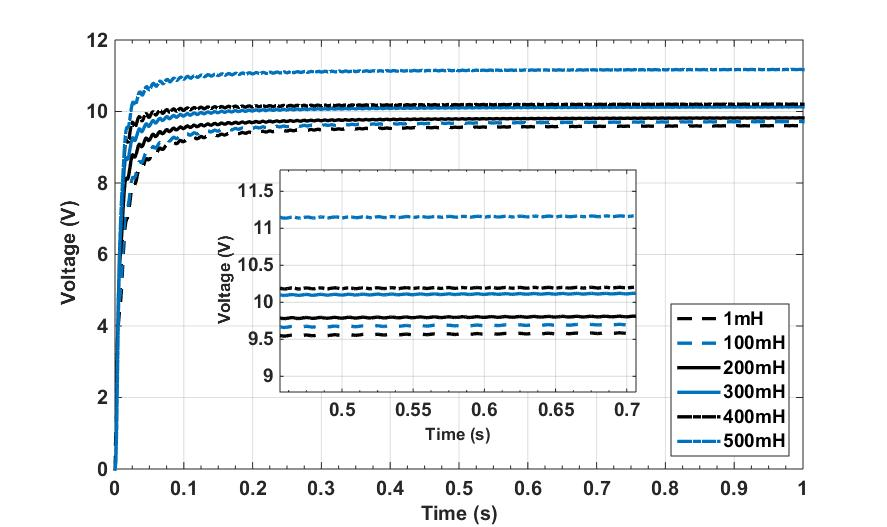 12
10
8
6
4
2
0
Voltage (V)
0 0.1 0.2 0.3 0.4 0.5 0.6 0.7 0.8 0.9 1
Time (s)
11.5
11
10.5
10
9.5
9
Voltage (V)
0.5 0.55 0.6 0.65 0.7
Time (s)
1mH
100mH
200mH
300mH
400mH
500mH